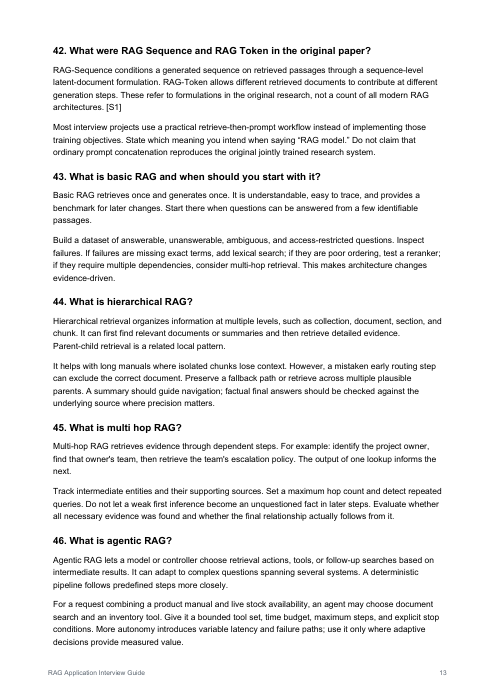 42. What were RAG Sequence and RAG Token in the original paper?
RAG-Sequence conditions a generated sequence on retrieved passages through a sequence-level
latent-document formulation. RAG-Token allows different retrieved documents to contribute at different
generation steps. These refer to formulations in the original research, not a count of all modern RAG
architectures. [S1]
Most interview projects use a practical retrieve-then-prompt workflow instead of implementing those
training objectives. State which meaning you intend when saying “RAG model.” Do not claim that
ordinary prompt concatenation reproduces the original jointly trained research system.
43. What is basic RAG and when should you start with it?
Basic RAG retrieves once and generates once. It is understandable, easy to trace, and provides a
benchmark for later changes. Start there when questions can be answered from a few identifiable
passages.
Build a dataset of answerable, unanswerable, ambiguous, and access-restricted questions. Inspect
failures. If failures are missing exact terms, add lexical search; if they are poor ordering, test a reranker;
if they require multiple dependencies, consider multi-hop retrieval. This makes architecture changes
evidence-driven.
44. What is hierarchical RAG?
Hierarchical retrieval organizes information at multiple levels, such as collection, document, section, and
chunk. It can first find relevant documents or summaries and then retrieve detailed evidence.
Parent-child retrieval is a related local pattern.
It helps with long manuals where isolated chunks lose context. However, a mistaken early routing step
can exclude the correct document. Preserve a fallback path or retrieve across multiple plausible
parents. A summary should guide navigation; factual final answers should be checked against the
underlying source where precision matters.
45. What is multi hop RAG?
Multi-hop RAG retrieves evidence through dependent steps. For example: identify the project owner,
find that owner's team, then retrieve the team's escalation policy. The output of one lookup informs the
next.
Track intermediate entities and their supporting sources. Set a maximum hop count and detect repeated
queries. Do not let a weak first inference become an unquestioned fact in later steps. Evaluate whether
all necessary evidence was found and whether the final relationship actually follows from it.
46. What is agentic RAG?
Agentic RAG lets a model or controller choose retrieval actions, tools, or follow-up searches based on
intermediate results. It can adapt to complex questions spanning several systems. A deterministic
pipeline follows predefined steps more closely.
For a request combining a product manual and live stock availability, an agent may choose document
search and an inventory tool. Give it a bounded tool set, time budget, maximum steps, and explicit stop
conditions. More autonomy introduces variable latency and failure paths; use it only where adaptive
decisions provide measured value.
RAG Application Interview Guide
13